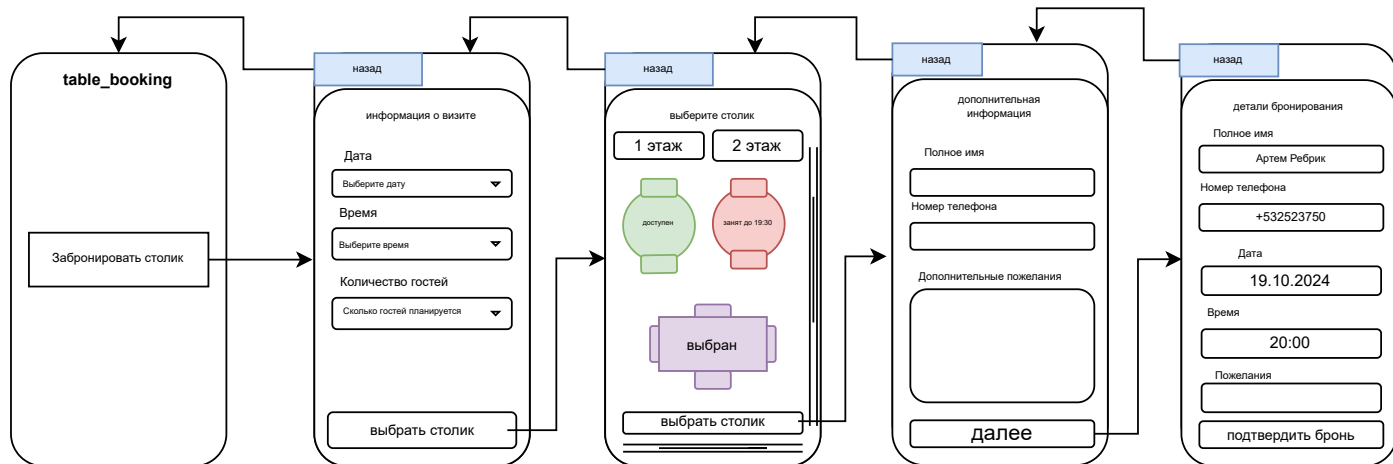 table_booking
Забронировать столик
назад
информация о визите
Дата
Выберите дату
Время
Выберите время
Количество гостей
Сколько гостей планируется
выбрать столик
назад
выберите столик
1 этаж
2 этаж
доступен
занят до 19:30
выбран
выбрать столик
назад
дополнительная
информация
Полное имя
Номер телефона
Дополнительные пожелания
далее
назад
детали бронирования
Полное имя
Артем Ребрик
Номер телефона
+532523750
Дата
19.10.2024
Время
20:00
Пожелания
подтвердить бронь